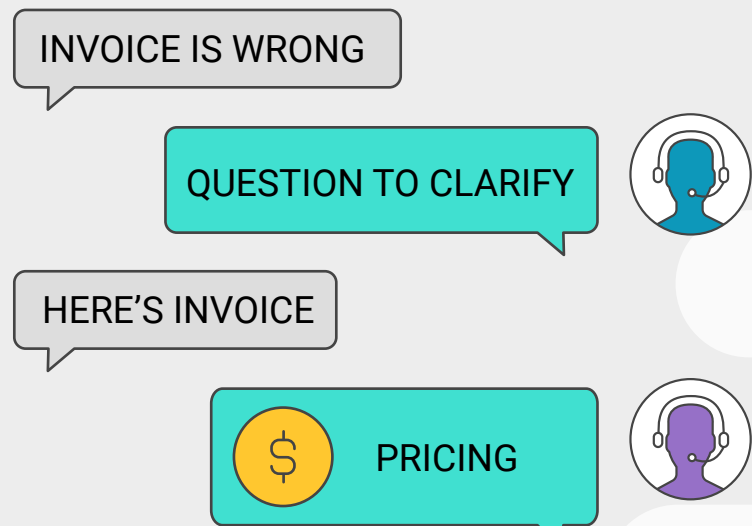 INVOICE IS WRONG
QUESTION TO CLARIFY
HERE’S INVOICE
$ PRICING